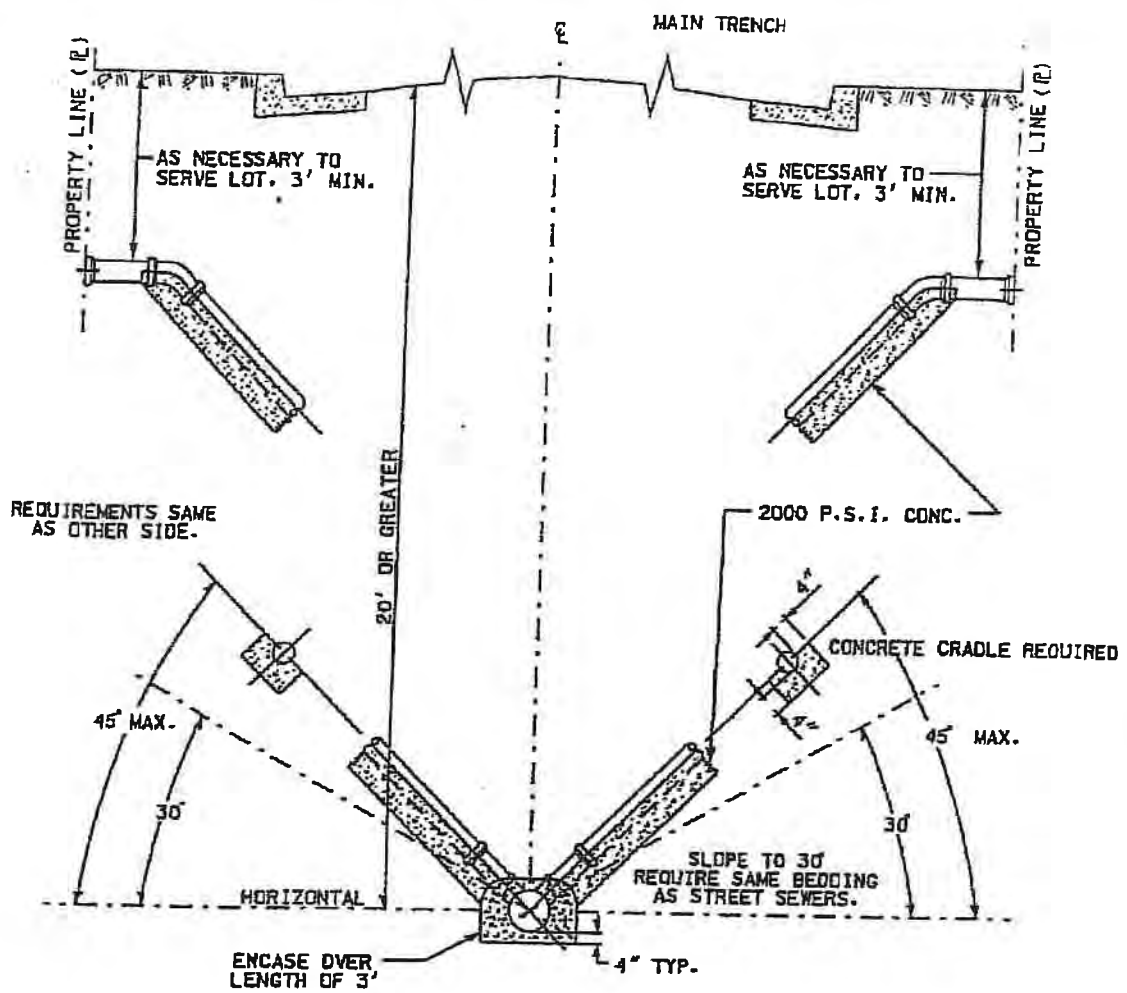 ℄
MAIN TRENCH
PROPERTY LINE (℄)
AS NECESSARY TO
SERVE LOT. 3' MIN.
AS NECESSARY TO
SERVE LOT. 3' MIN.
PROPERTY LINE (℄)
20' OR GREATER
REQUIREMENTS SAME
AS OTHER SIDE.
2000 P.S.I. CONC.
4"
CONCRETE CRADLE REQUIRED
4"
45° MAX.
45° MAX.
30°
30°
SLOPE TO 30°
REQUIRE SAME BEDDING
AS STREET SEWERS.
HORIZONTAL
ENCASE OVER
LENGTH OF 3'
4" TYP.